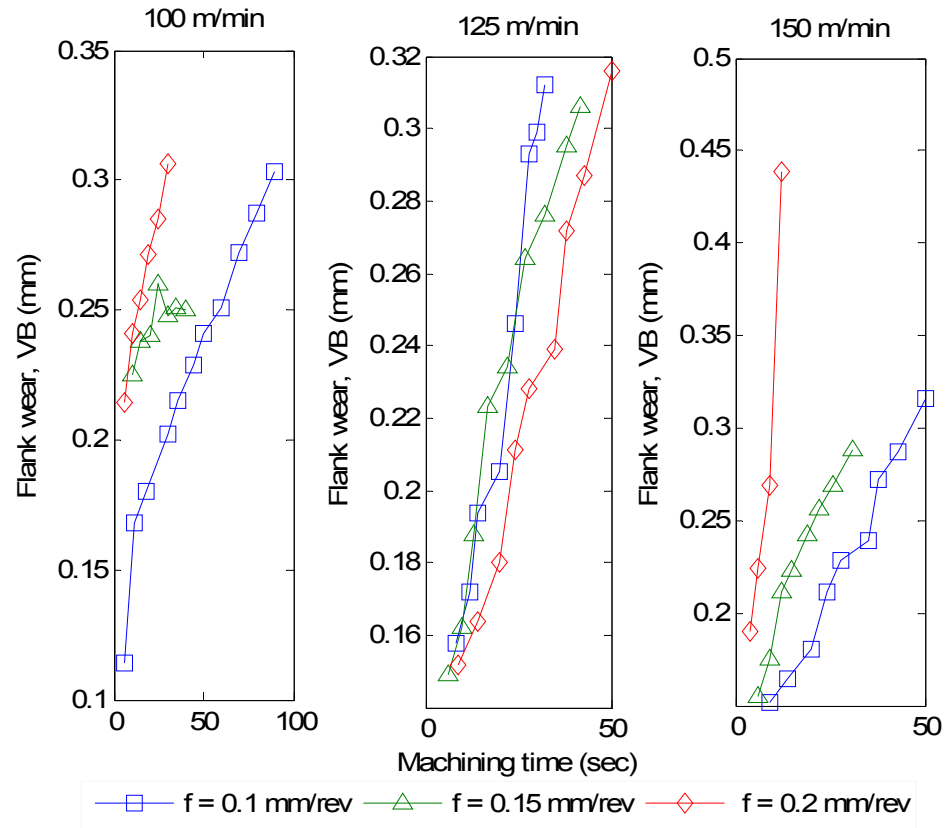 100 m/min
125 m/min
150 m/min
Flank wear, VB (mm)
0.35
0.3
0.25
0.2
0.15
0.1
0
50
100
Flank wear, VB (mm)
0.32
0.3
0.28
0.26
0.24
0.22
0.2
0.18
0.16
0
50
Flank wear, VB (mm)
0.5
0.45
0.4
0.35
0.3
0.25
0.2
0
50
Machining time (sec)
f = 0.1 mm/rev
f = 0.15 mm/rev
f = 0.2 mm/rev